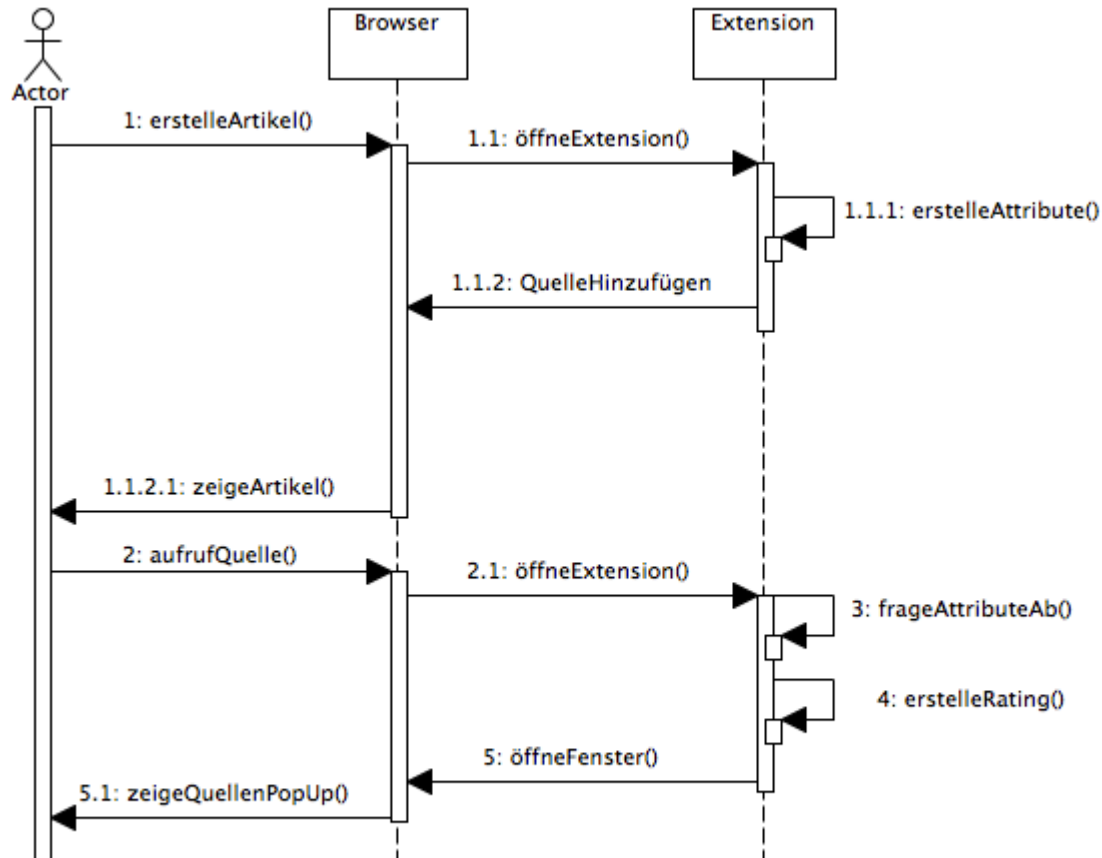 Browser
Extension
Actor
1: erstelleArtikel()
1.1: öffneExtension()
1.1.1: erstelleAttribute()
1.1.2: QuelleHinzufügen
1.1.2.1: zeigeArtikel()
2: aufrufQuelle()
2.1: öffneExtension()
3: frageAttributeAb()
4: erstelleRating()
5: öffneFenster()
5.1: zeigeQuellenPopUp()